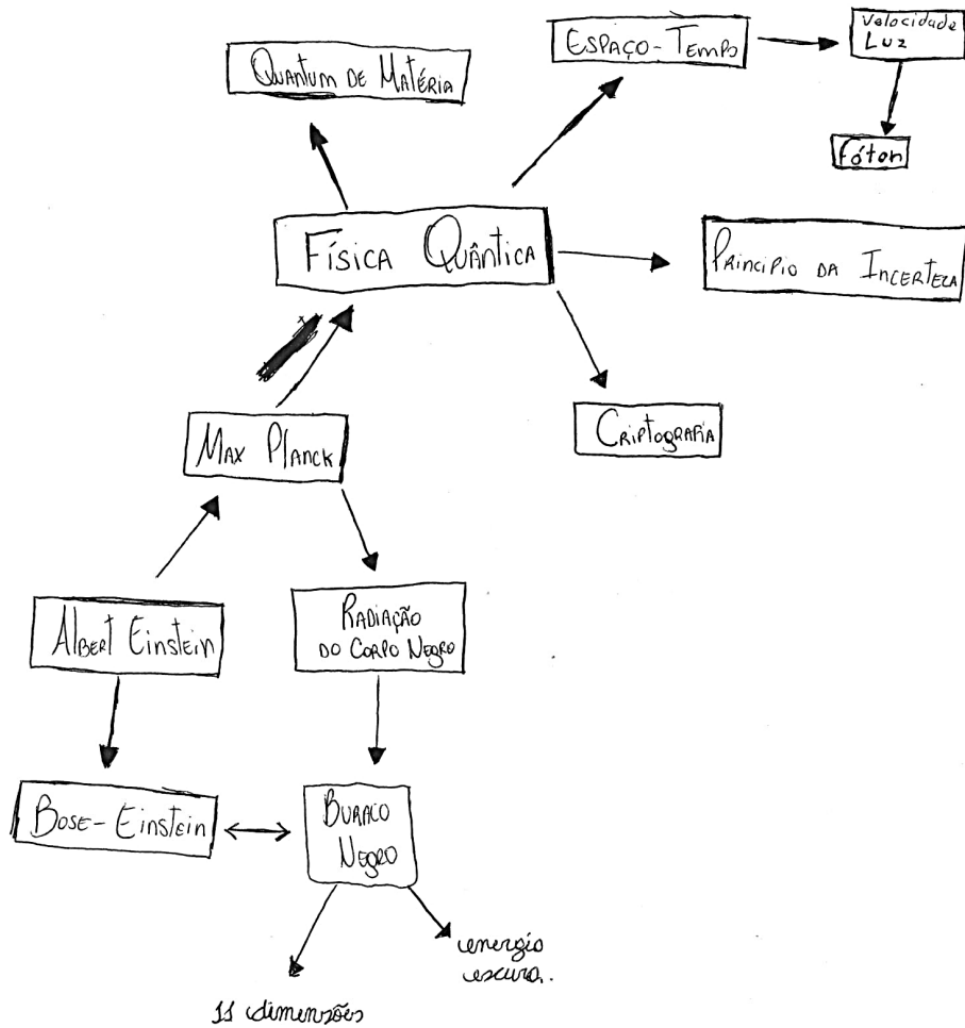 Quantum de Matéria
Espaço-Tempo
Velocidade
Luz
Fóton
Física Quântica
Princípio da Incerteza
Max Planck
Criptografia
Albert Einstein
Radiação
do Corpo Negro
Bose-Einstein
Buraco
Negro
energia
escura.
11 dimensões